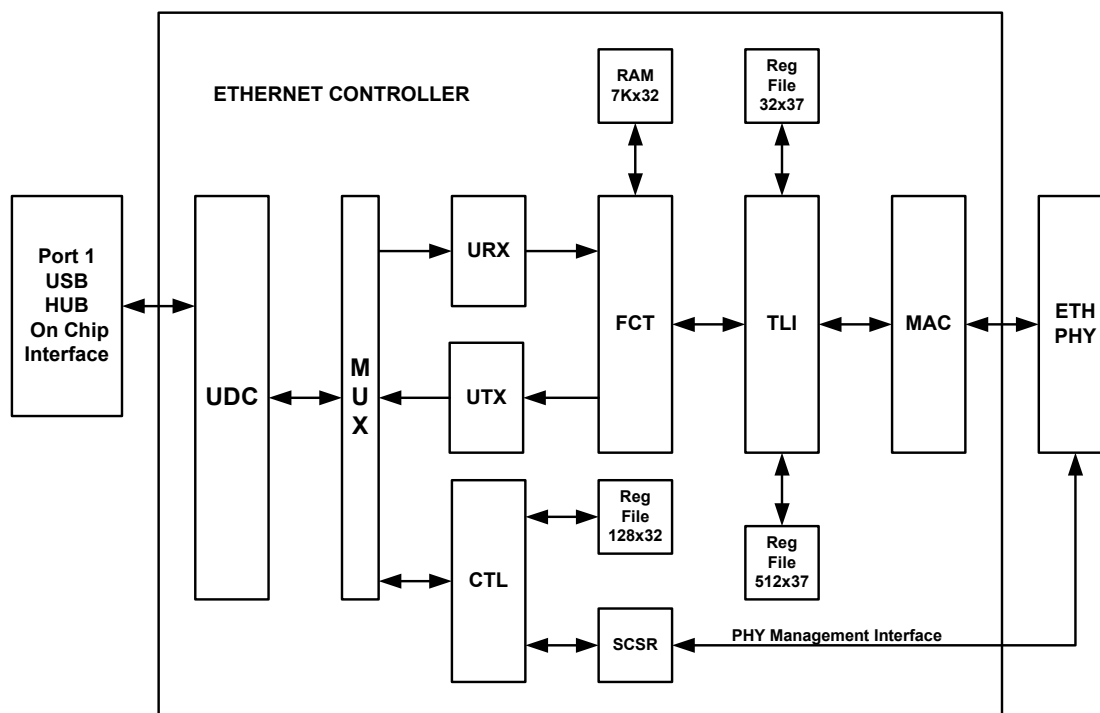 ETHERNET CONTROLLER
RAM
7Kx32
Reg
File
32x37
Port 1
USB
HUB
On Chip
Interface
UDC
M
U
X
URX
UTX
FCT
TLI
MAC
ETH
PHY
CTL
Reg
File
128x32
Reg
File
512x37
SCSR
PHY Management Interface